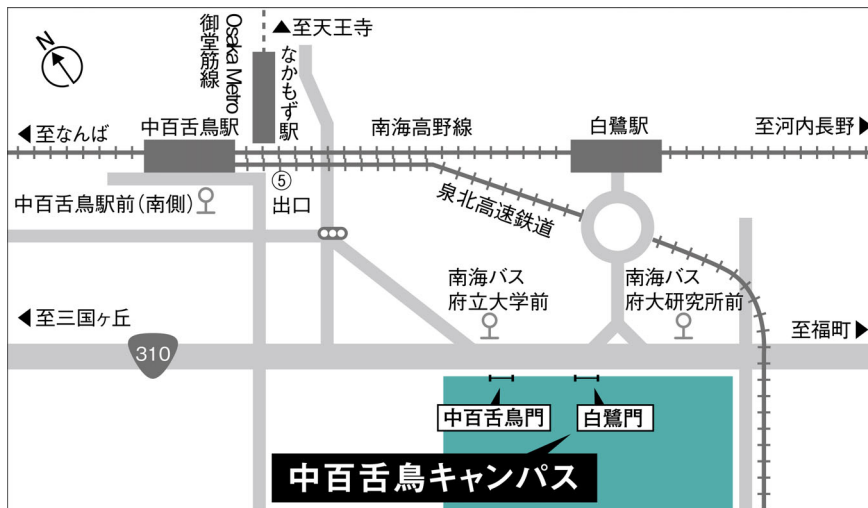 N
Osaka Metro
御堂筋線
▲至天王寺
なかもず駅
◀至なんば
中百舌鳥駅
南海高野線
白鷺駅
至河内長野▶
⑤
出口
中百舌鳥駅前(南側)
泉北高速鉄道
南海バス
府立大学前
南海バス
府大研究所前
◀至三国ヶ丘
310
至福町▶
中百舌鳥門
白鷺門
中百舌鳥キャンパス